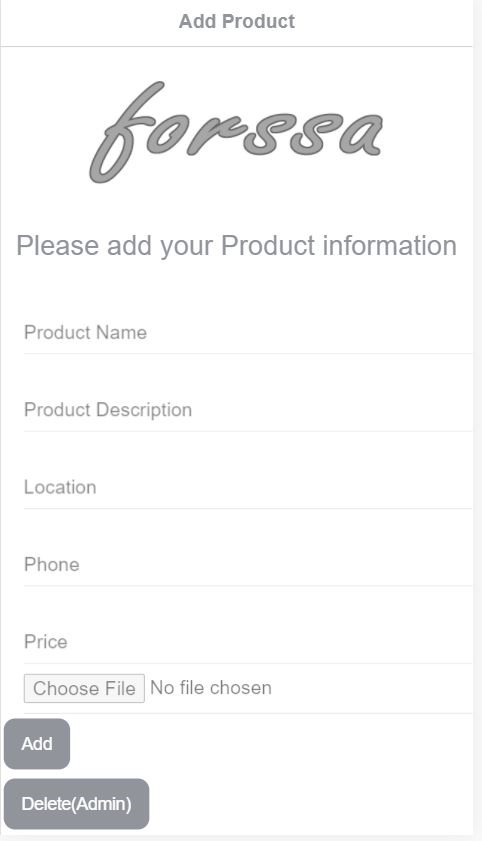 Add Product
forssa
Please add your Product information
Product Name
Product Description
Location
Phone
Price
Choose File No file chosen
Add
Delete(Admin)